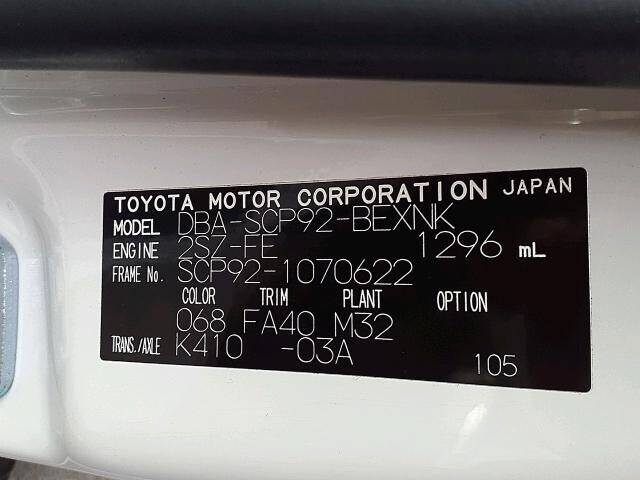 TOYOTA MOTOR CORPORATION JAPAN
MODEL DBA-SCP92-BEXNK
ENGINE 2SZ-FE 1296 mL
FRAME No. SCP92-1070622
COLOR TRIM PLANT OPTION
068 FA40 M32
TRANS./AXLE K410 -03A
105